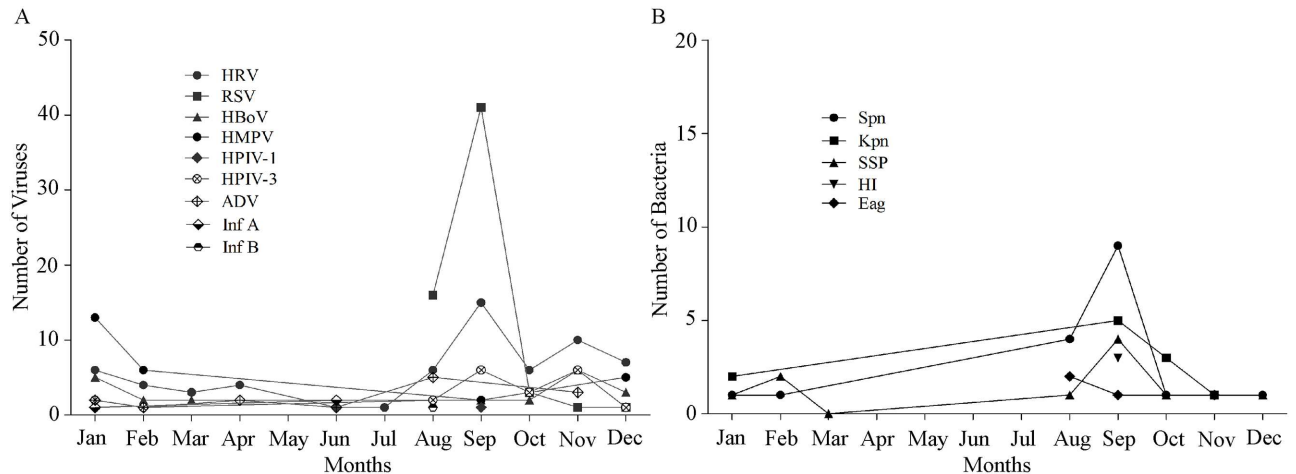 A
50
40
30
20
10
0
Number of Viruses
HRV
RSV
HBoV
HMPV
HPIV-1
HPIV-3
ADV
Inf A
Inf B
Jan Feb Mar Apr May Jun Jul Aug Sep Oct Nov Dec
Months
B
20
15
10
5
0
Number of Bacteria
Spn
Kpn
SSP
HI
Eag
Jan Feb Mar Apr May Jun Jul Aug Sep Oct Nov Dec
Months